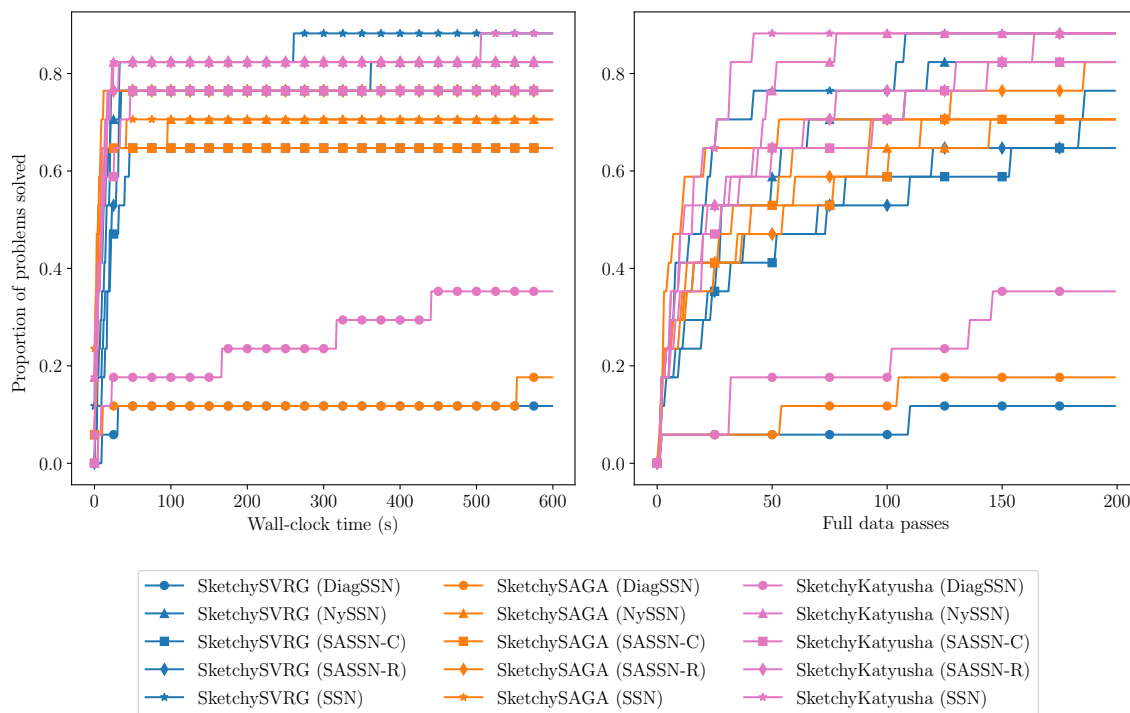 Proportion of problems solved
0.8
0.6
0.4
0.2
0.0
0 100 200 300 400 500 600
Wall-clock time (s)
0.8
0.6
0.4
0.2
0.0
0 50 100 150 200
Full data passes
SketchySVRG (DiagSSN)
SketchySVRG (NySSN)
SketchySVRG (SASSN-C)
SketchySVRG (SASSN-R)
SketchySVRG (SSN)
SketchySAGA (DiagSSN)
SketchySAGA (NySSN)
SketchySAGA (SASSN-C)
SketchySAGA (SASSN-R)
SketchySAGA (SSN)
SketchyKatyusha (DiagSSN)
SketchyKatyusha (NySSN)
SketchyKatyusha (SASSN-C)
SketchyKatyusha (SASSN-R)
SketchyKatyusha (SSN)